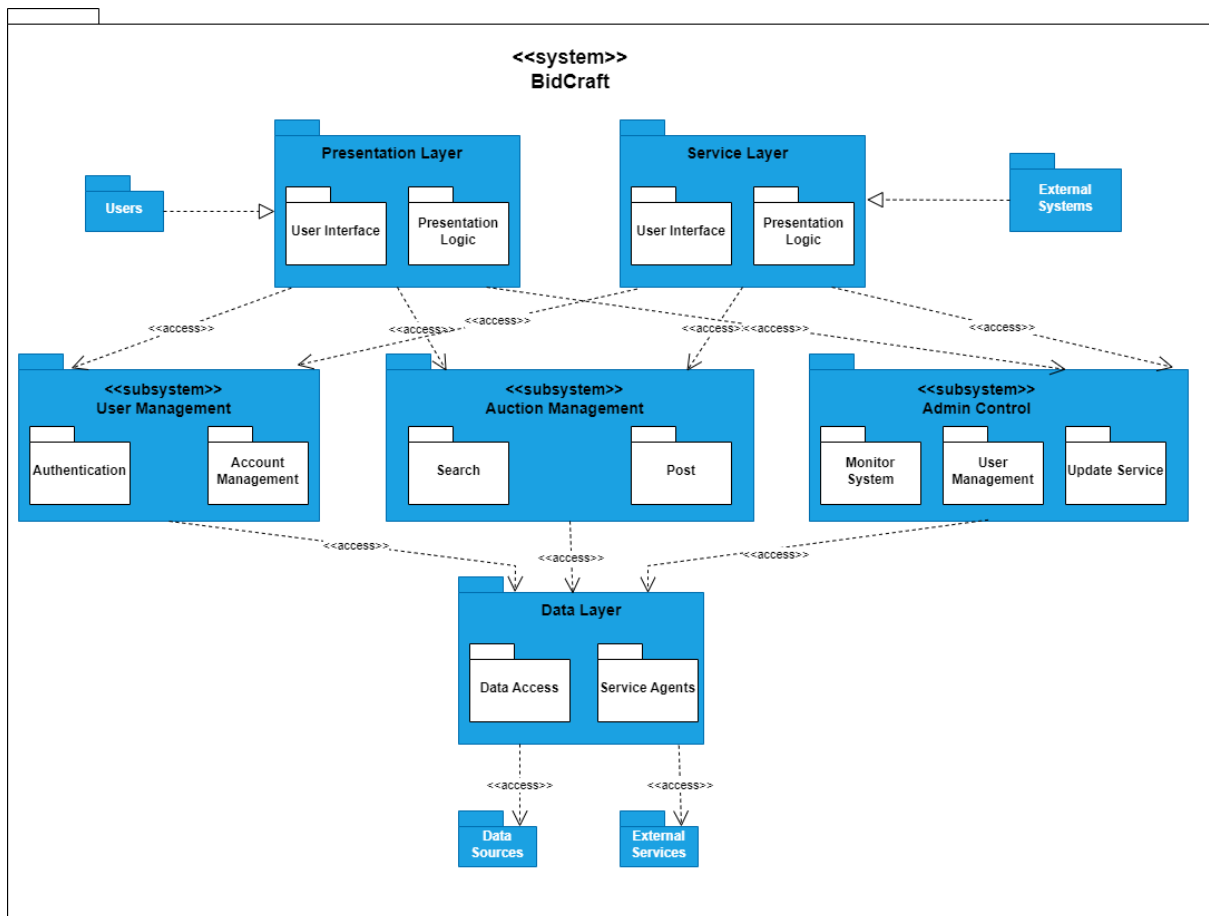 <<system>>
BidCraft
Presentation Layer
Service Layer
Users
User Interface
Presentation
Logic
User Interface
Presentation
Logic
External
Systems
<<access>>
<<access>>
<<access>>
<<access>>
<<access>>
<<access>>
<<subsystem>>
User Management
Authentication
Account
Management
<<subsystem>>
Auction Management
Search
Post
<<subsystem>>
Admin Control
Monitor
System
User
Management
Update Service
<<access>>
<<access>>
<<access>>
Data Layer
Data Access
Service Agents
<<access>>
<<access>>
Data
Sources
External
Services